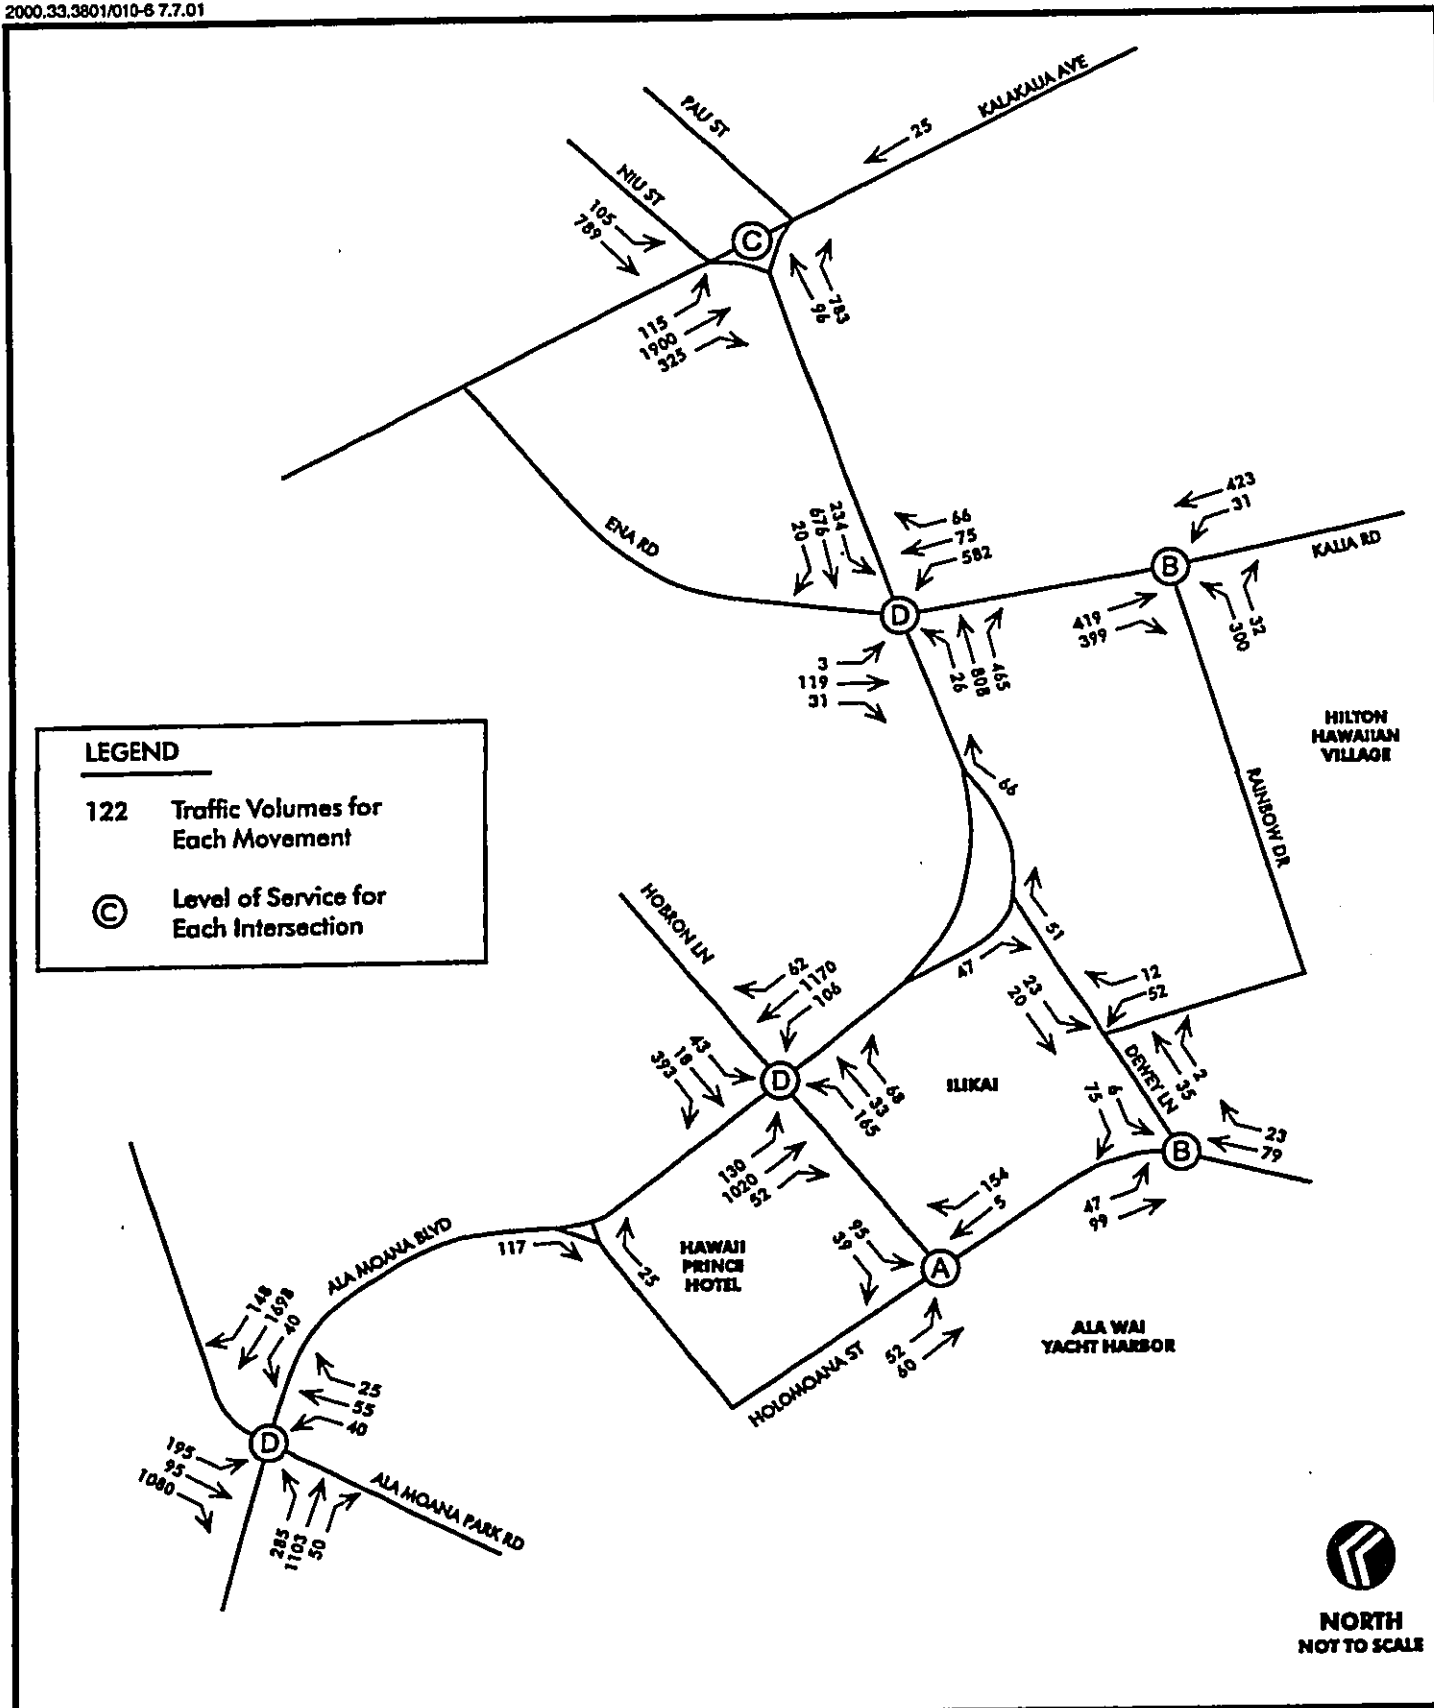 2000.33.3801/010-6 7.7.01
PAU ST
KALAKAUA AVE
25
NIU ST
105
789
C
783
96
115
1900
325
ENA RD
20
676
234
66
75
582
423
31
KALIA RD
B
D
419
399
32
300
3
119
31
26
808
465
HILTON
HAWAIIAN
VILLAGE
LEGEND
122 Traffic Volumes for
Each Movement
C Level of Service for
Each Intersection
66
RAINBOW DR
HOBRON LN
51
47
62
1170
106
23
20
12
52
43
18
393
D
68
33
165
ILIKAI
DEWEY LN
2
35
75
6
23
79
B
130
1020
52
154
5
47
99
ALA MOANA BLVD
117
25
HAWAII
PRINCE
HOTEL
95
39
A
ALA WAI
YACHT HARBOR
52
60
HOLOMOANA ST
148
1698
40
25
55
40
D
195
95
1080
285
1103
50
ALA MOANA PARK RD
NORTH
NOT TO SCALE